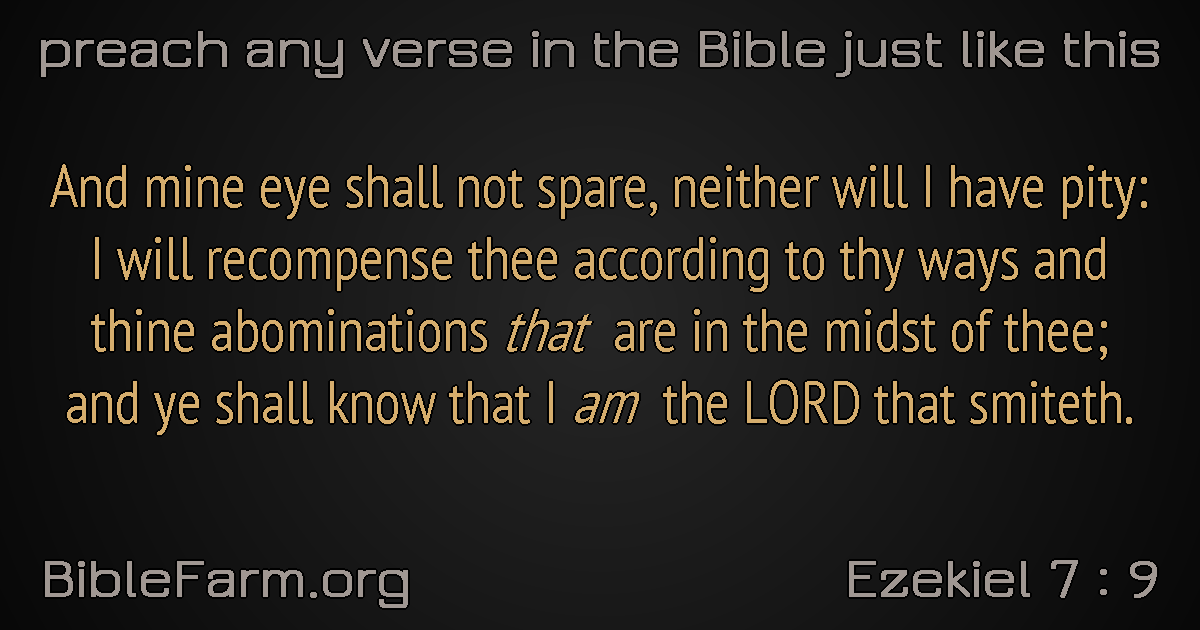 preach any verse in the Bible just like this
And mine eye shall not spare, neither will I have pity:
I will recompense thee according to thy ways and
thine abominations that are in the midst of thee;
and ye shall know that I am the LORD that smiteth.
BibleFarm.org
Ezekiel 7 : 9